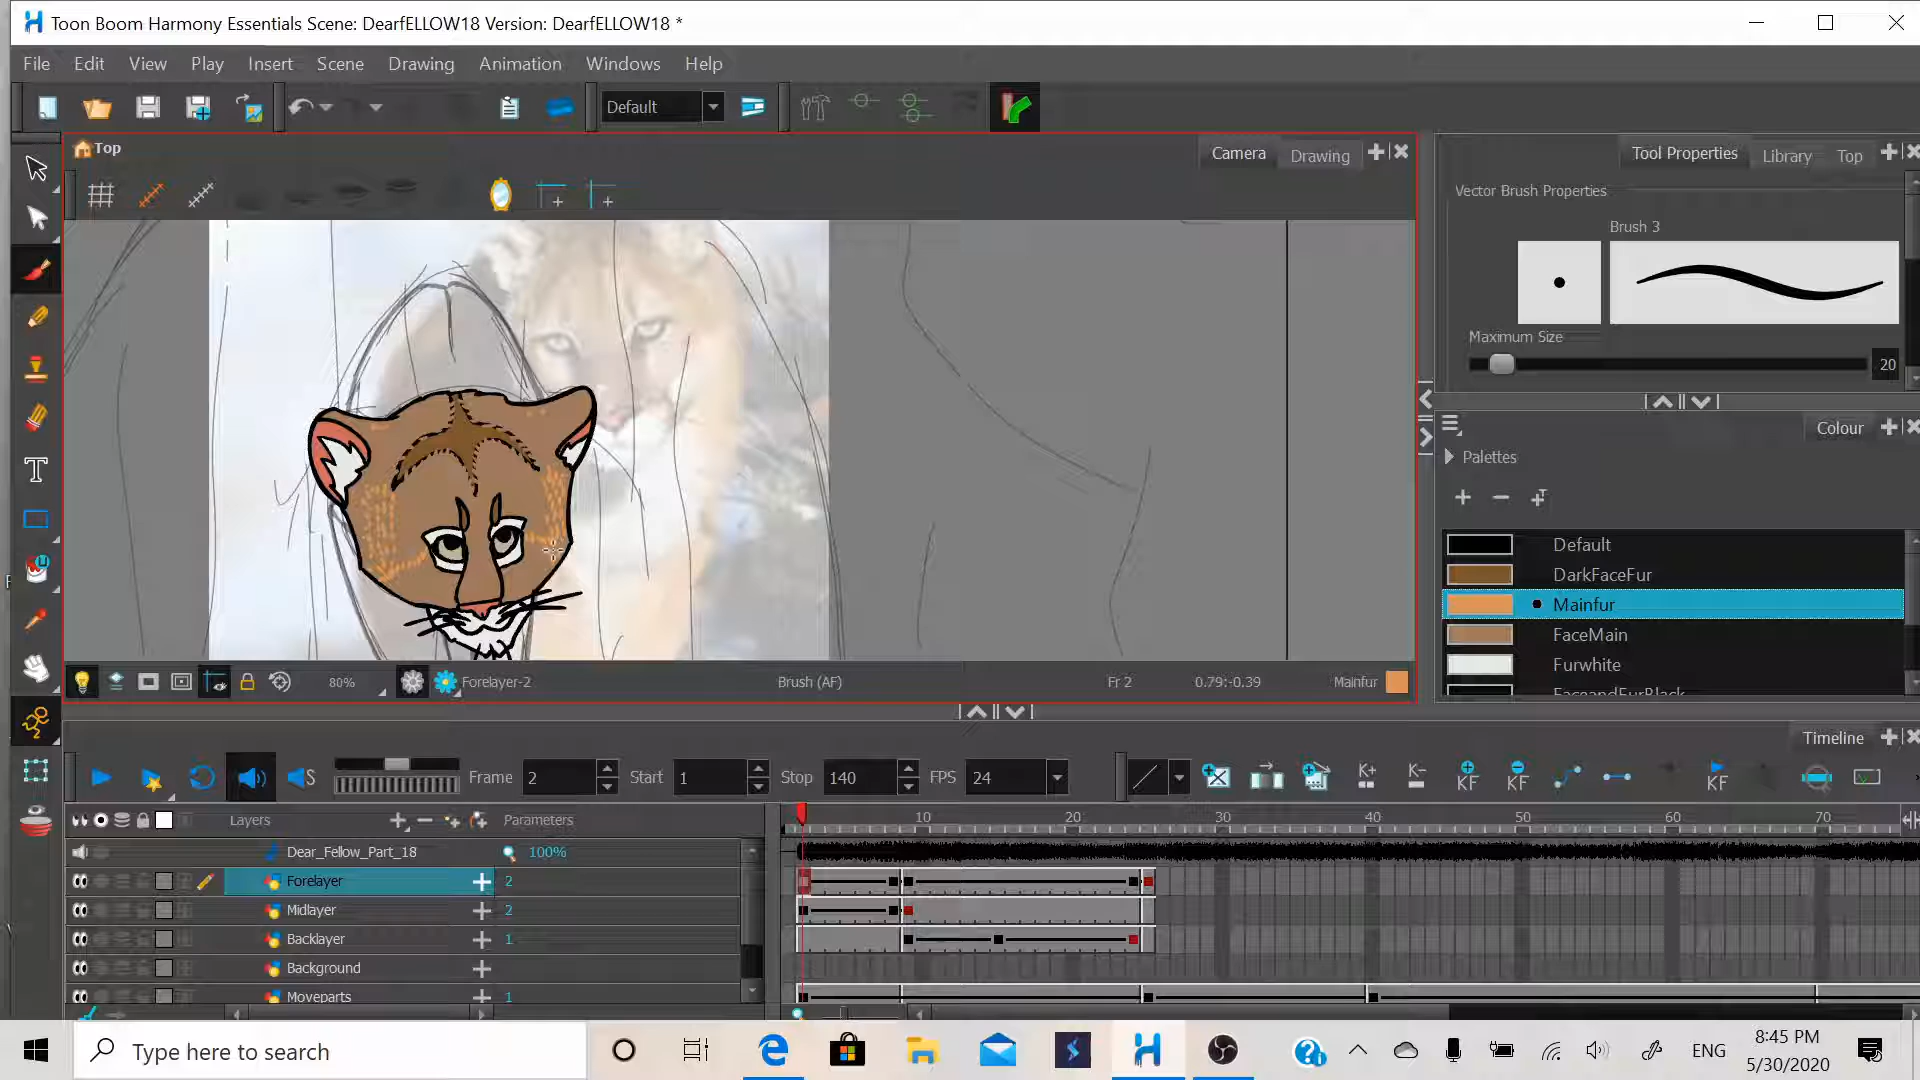 Toon Boom Harmony Essentials Scene: DearfELLOW18 Version: DearfELLOW18 *
File Edit View Play Insert Scene Drawing Animation Windows Help
Default
Top
Camera Drawing
Tool Properties Library Top
Vector Brush Properties
Brush 3
Maximum Size
20
Colour
Palettes
Default
DarkFaceFur
Mainfur
FaceMain
Furwhite
FaceandFurBlack
80% Forelayer-2 Brush (AF) Fr 2 0.79:-0.39 Mainfur
Timeline
Frame 2 Start 1 Stop 140 FPS 24
S K+ K- KF KF KF
Layers Parameters
10 20 30 40 50 60 70
Dear_Fellow_Part_18 100%
Forelayer 2
Midlayer 2
Backlayer 1
Background
Moveparts 1
Type here to search
ENG
8:45 PM
5/30/2020